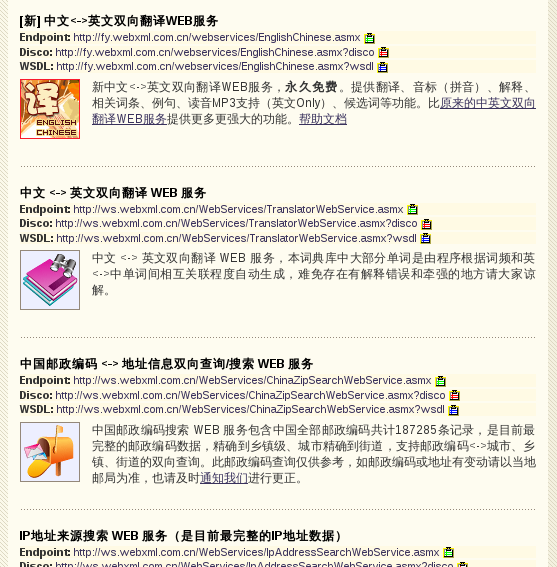 [新] 中文<->英文双向翻译WEB服务
Endpoint: http://fy.webxml.com.cn/webservices/EnglishChinese.asmx
Disco: http://fy.webxml.com.cn/webservices/EnglishChinese.asmx?disco
WSDL: http://fy.webxml.com.cn/webservices/EnglishChinese.asmx?wsdl
译
ENGLISH
CHINESE
新中文<->英文双向翻译WEB服务，永久免费。提供翻译、音标（拼音）、解释、
相关词条、例句、读音MP3支持（英文Only）、候选词等功能。比原来的中英文双向
翻译WEB服务提供更多更强大的功能。帮助文档
中文 <-> 英文双向翻译 WEB 服务
Endpoint: http://ws.webxml.com.cn/WebServices/TranslatorWebService.asmx
Disco: http://ws.webxml.com.cn/WebServices/TranslatorWebService.asmx?disco
WSDL: http://ws.webxml.com.cn/WebServices/TranslatorWebService.asmx?wsdl
中文 <-> 英文双向翻译 WEB 服务，本词典库中大部分单词是由程序根据词频和英
<->中单词间相互关联程度自动生成，难免存在有解释错误和牵强的地方请大家谅
解。
中国邮政编码 <-> 地址信息双向查询/搜索 WEB 服务
Endpoint: http://ws.webxml.com.cn/WebServices/ChinaZipSearchWebService.asmx
Disco: http://ws.webxml.com.cn/WebServices/ChinaZipSearchWebService.asmx?disco
WSDL: http://ws.webxml.com.cn/WebServices/ChinaZipSearchWebService.asmx?wsdl
中国邮政编码搜索 WEB 服务包含中国全部邮政编码共计187285条记录，是目前最
完整的邮政编码数据，精确到乡镇级、城市精确到街道，支持邮政编码<->城市、乡
镇、街道的双向查询。此邮政编码查询仅供参考，如邮政编码或地址有变动请以当地
邮局为准，也请及时通知我们进行更正。
IP地址来源搜索 WEB 服务（是目前最完整的IP地址数据）
Endpoint: http://ws.webxml.com.cn/WebServices/IpAddressSearchWebService.asmx
Disco: http://ws.webxml.com.cn/WebServices/IpAddressSearchWebService.asmx?disco